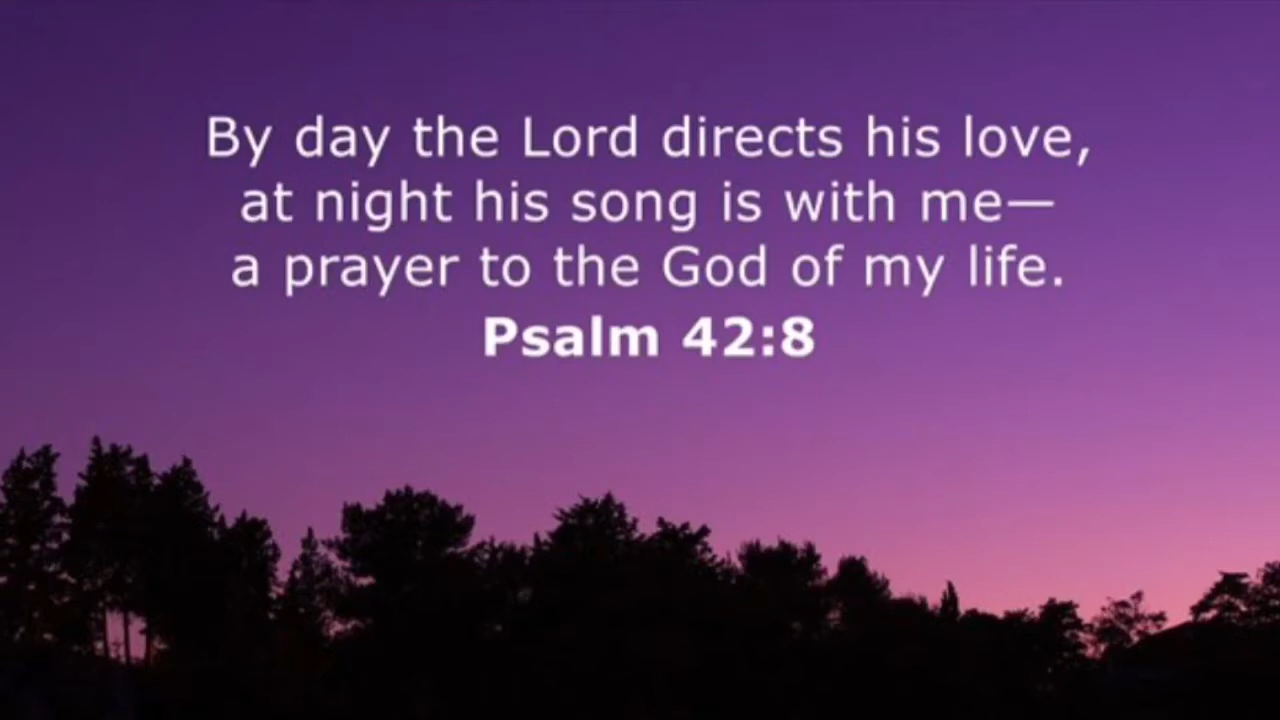 By day the Lord directs his love,
at night his song is with me—
a prayer to the God of my life.
Psalm 42:8